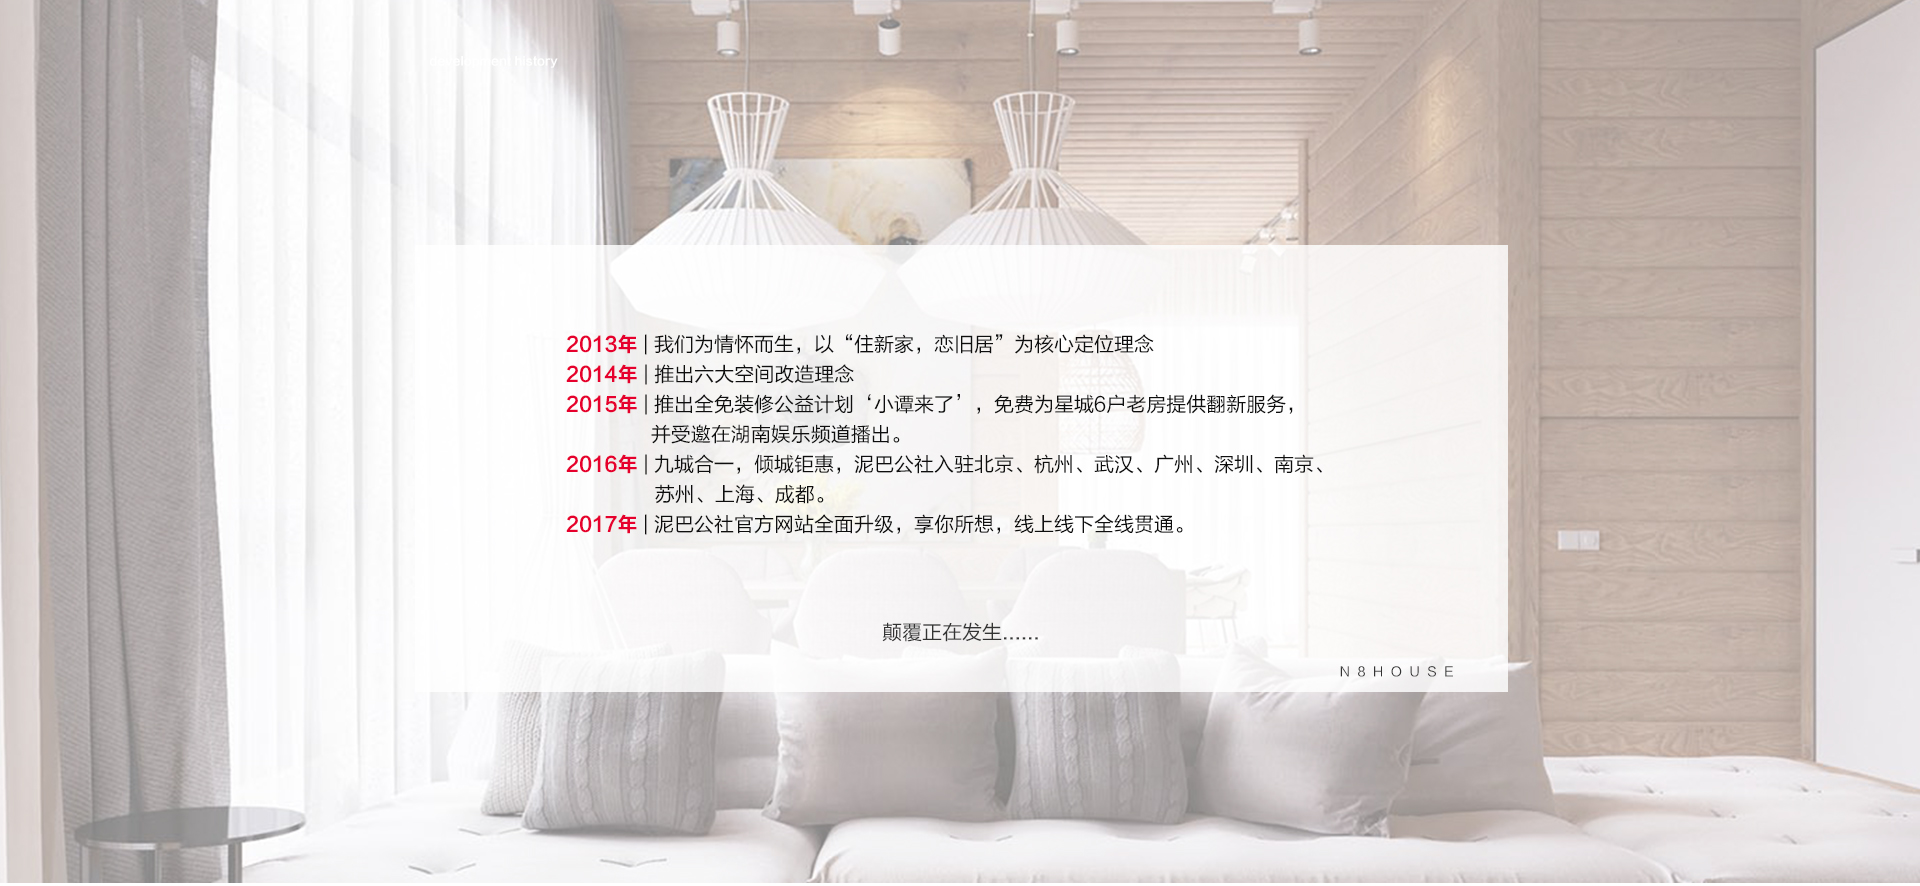 history
2013年 | 我们为情怀而生，以“住新家，恋旧居”为核心定位理念
2014年 | 推出六大空间改造理念
2015年 | 推出全免装修公益计划‘小谭来了’，免费为星城6户老房提供翻新服务，
并受邀在湖南娱乐频道播出。
2016年 | 九城合一，倾城钜惠，泥巴公社入驻北京、杭州、武汉、广州、深圳、南京、
苏州、上海、成都。
2017年 | 泥巴公社官方网站全面升级，享你所想，线上线下全线贯通。
颠覆正在发生……
N8HOUSE